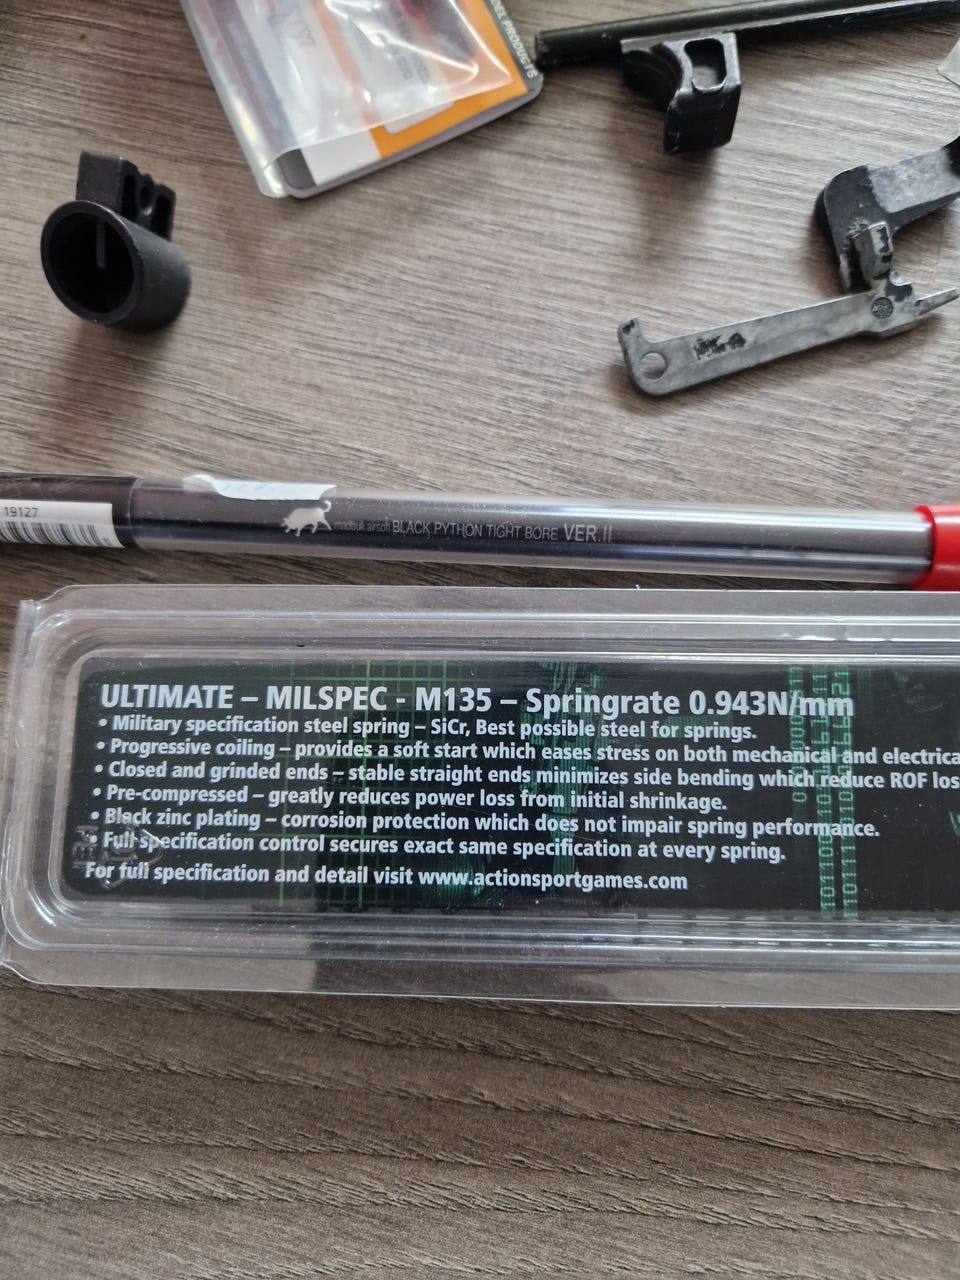 DEL PRODUCTS
19127
madbull airsoft BLACK PYTHON TIGHT BORE VER.II
ULTIMATE – MILSPEC - M135 – Springrate 0.943N/mm
• Military specification steel spring – SiCr, Best possible steel for springs.
• Progressive coiling – provides a soft start which eases stress on both mechanical and electrica
• Closed and grinded ends – stable straight ends minimizes side bending which reduce ROF los
• Pre-compressed – greatly reduces power loss from initial shrinkage.
• Black zinc plating – corrosion protection which does not impair spring performance.
• Full specification control secures exact same specification at every spring.
For full specification and detail visit www.actionsportgames.com